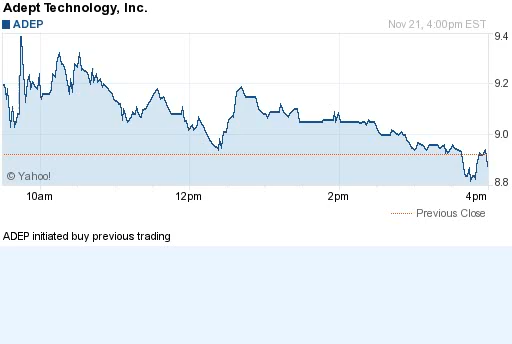 Adept Technology, Inc.
ADEP
Nov 21, 4:00pm EST
9.4
9.2
9.0
8.8
© Yahoo!
10am
12pm
2pm
4pm
Previous Close
ADEP initiated buy previous trading